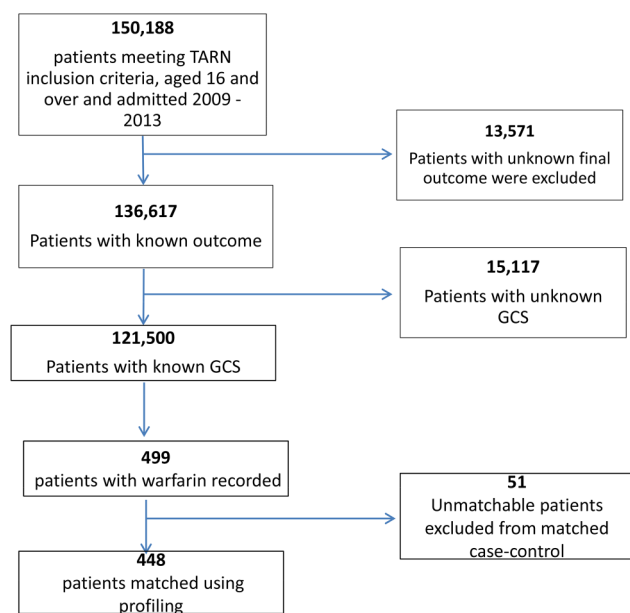 150,188
patients meeting TARN
inclusion criteria, aged 16 and
over and admitted 2009 -
2013
13,571
Patients with unknown final
outcome were excluded
136,617
Patients with known outcome
15,117
Patients with unknown
GCS
121,500
Patients with known GCS
499
patients with warfarin recorded
51
Unmatchable patients
excluded from matched
case-control
448
patients matched using
profiling